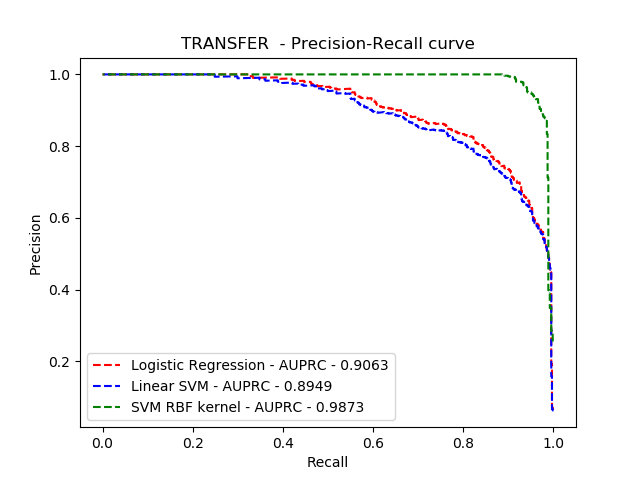 TRANSFER  - Precision-Recall curve
1.0
0.8
0.6
0.4
0.2
Precision
Logistic Regression - AUPRC - 0.9063
Linear SVM - AUPRC - 0.8949
SVM RBF kernel - AUPRC - 0.9873
0.0 0.2 0.4 0.6 0.8 1.0
Recall